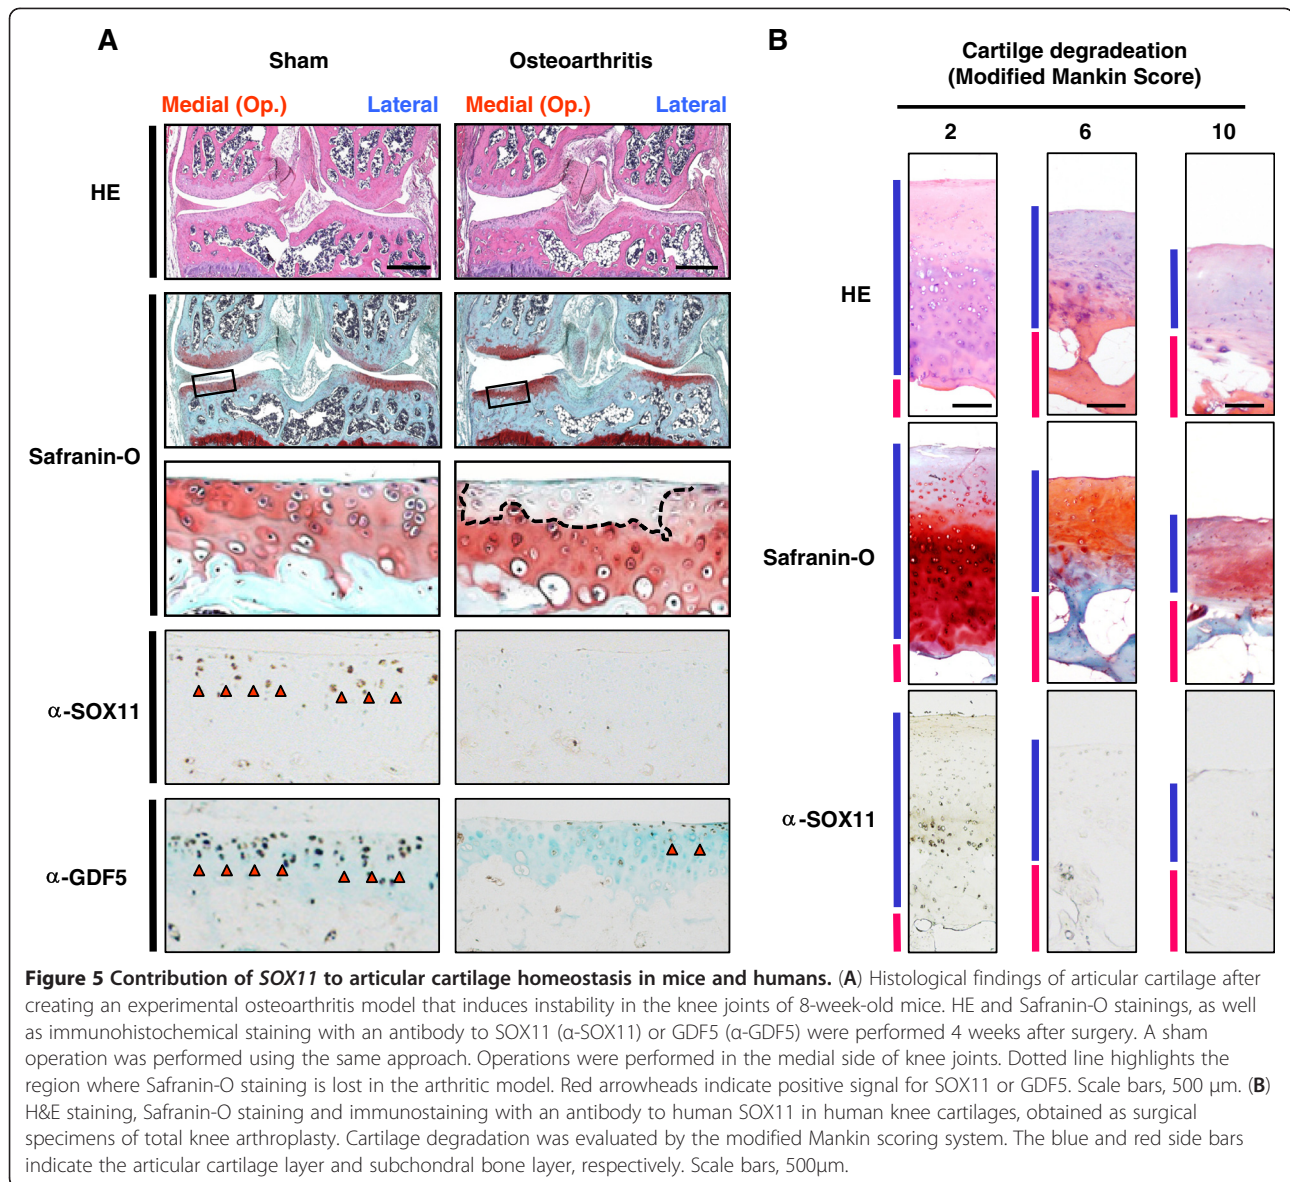 A
Sham
Osteoarthritis
Medial (Op.)
Lateral
Medial (Op.)
Lateral
HE
Safranin-O
α-SOX11
α-GDF5
B
Cartilge degradeation
(Modified Mankin Score)
2
6
10
HE
Safranin-O
α-SOX11
Figure 5 Contribution of SOX11 to articular cartilage homeostasis in mice and humans. (A) Histological findings of articular cartilage after
creating an experimental osteoarthritis model that induces instability in the knee joints of 8-week-old mice. HE and Safranin-O stainings, as well
as immunohistochemical staining with an antibody to SOX11 (α-SOX11) or GDF5 (α-GDF5) were performed 4 weeks after surgery. A sham
operation was performed using the same approach. Operations were performed in the medial side of knee joints. Dotted line highlights the
region where Safranin-O staining is lost in the arthritic model. Red arrowheads indicate positive signal for SOX11 or GDF5. Scale bars, 500 μm. (B)
H&E staining, Safranin-O staining and immunostaining with an antibody to human SOX11 in human knee cartilages, obtained as surgical
specimens of total knee arthroplasty. Cartilage degradation was evaluated by the modified Mankin scoring system. The blue and red side bars
indicate the articular cartilage layer and subchondral bone layer, respectively. Scale bars, 500μm.